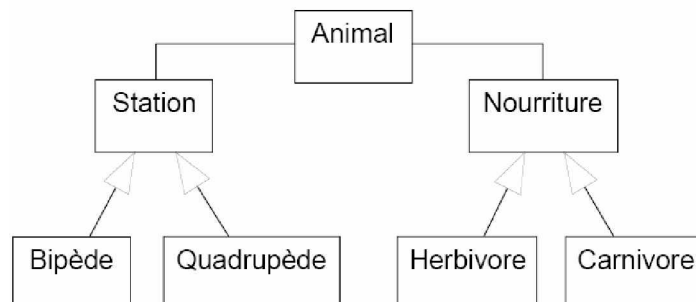 Animal
Station
Nourriture
Bipède
Quadrupède
Herbivore
Carnivore